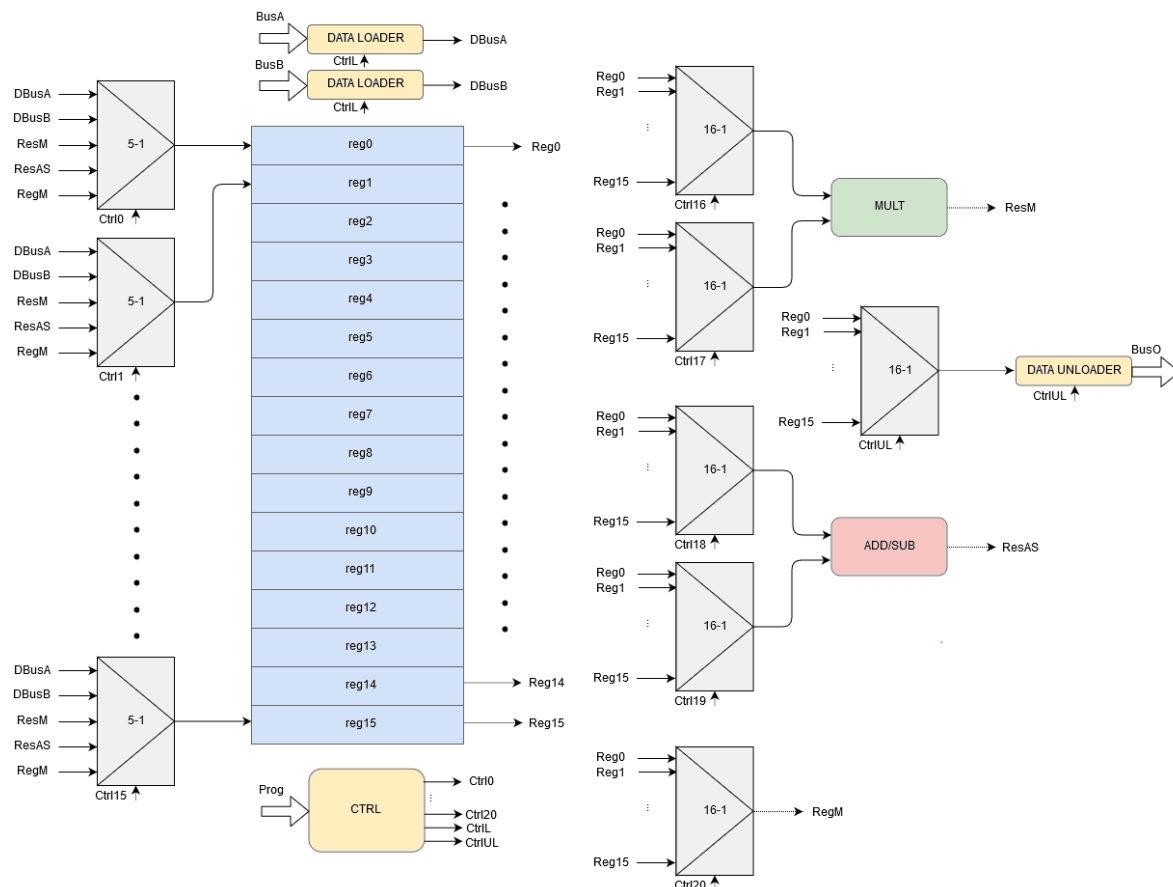 BusA
DATA LOADER
DBusA
CtrlL
BusB
DATA LOADER
DBusB
CtrlL
DBusA
DBusB
ResM
ResAS
RegM
5-1
Ctrl0
DBusA
DBusB
ResM
ResAS
RegM
5-1
Ctrl1
DBusA
DBusB
ResM
ResAS
RegM
5-1
Ctrl15
reg0
reg1
reg2
reg3
reg4
reg5
reg6
reg7
reg8
reg9
reg10
reg11
reg12
reg13
reg14
reg15
Reg0
Reg14
Reg15
Prog
CTRL
Ctrl0
...
Ctrl20
CtrlL
CtrlUL
Reg0
Reg1
...
Reg15
16-1
Ctrl16
Reg0
Reg1
...
Reg15
16-1
Ctrl17
MULT
ResM
Reg0
Reg1
...
Reg15
16-1
CtrlUL
DATA UNLOADER
CtrlUL
BusO
Reg0
Reg1
...
Reg15
16-1
Ctrl18
Reg0
Reg1
...
Reg15
16-1
Ctrl19
ADD/SUB
ResAS
Reg0
Reg1
...
Reg15
16-1
Ctrl20
RegM